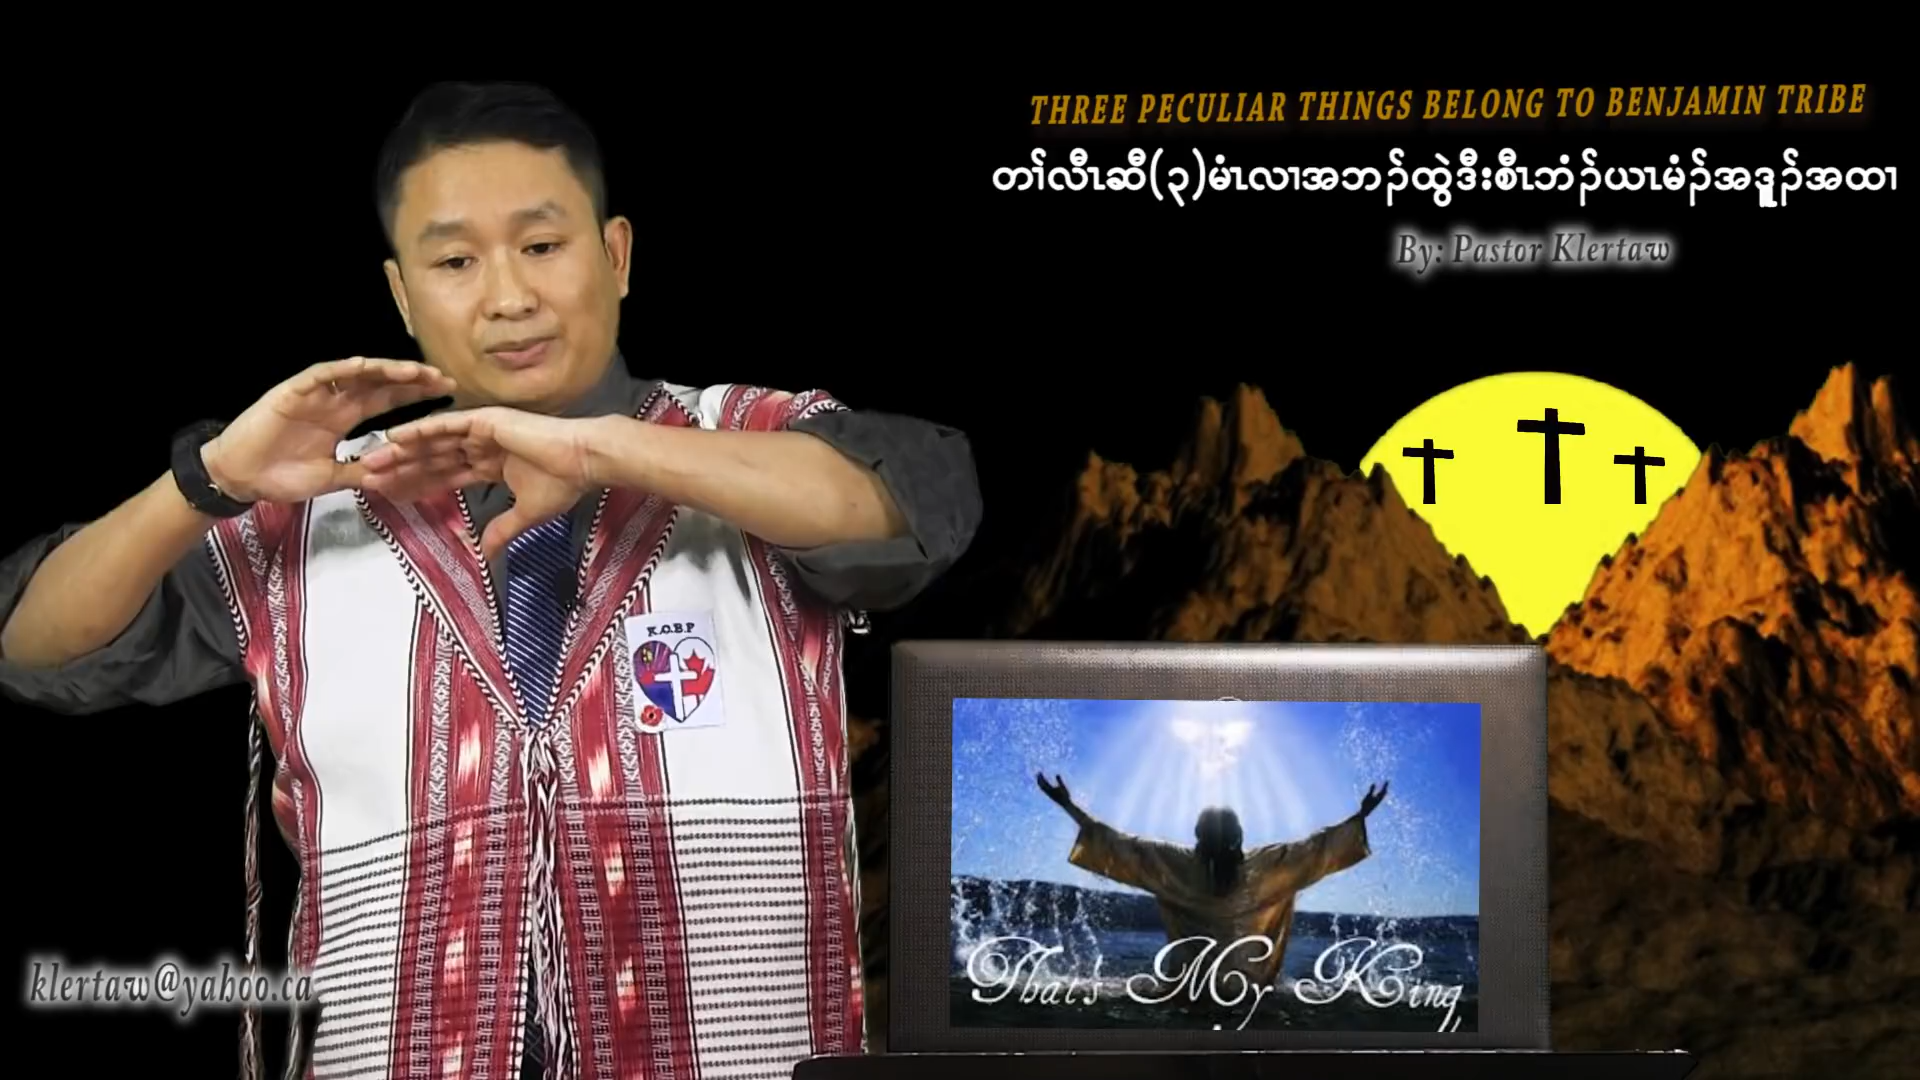 THREE PECULIAR THINGS BELONG TO BENJAMIN TRIBE
တၢ်လီၤဆီ(၃)မံၤလၢအဘၣ်ထွဲဒီးစီၤဘံၣ်ယၤမံၣ်အဒူၣ်အထၢ
By: Pastor Klertaw
K.O.B.P
That's My King
klertaw@yahoo.ca